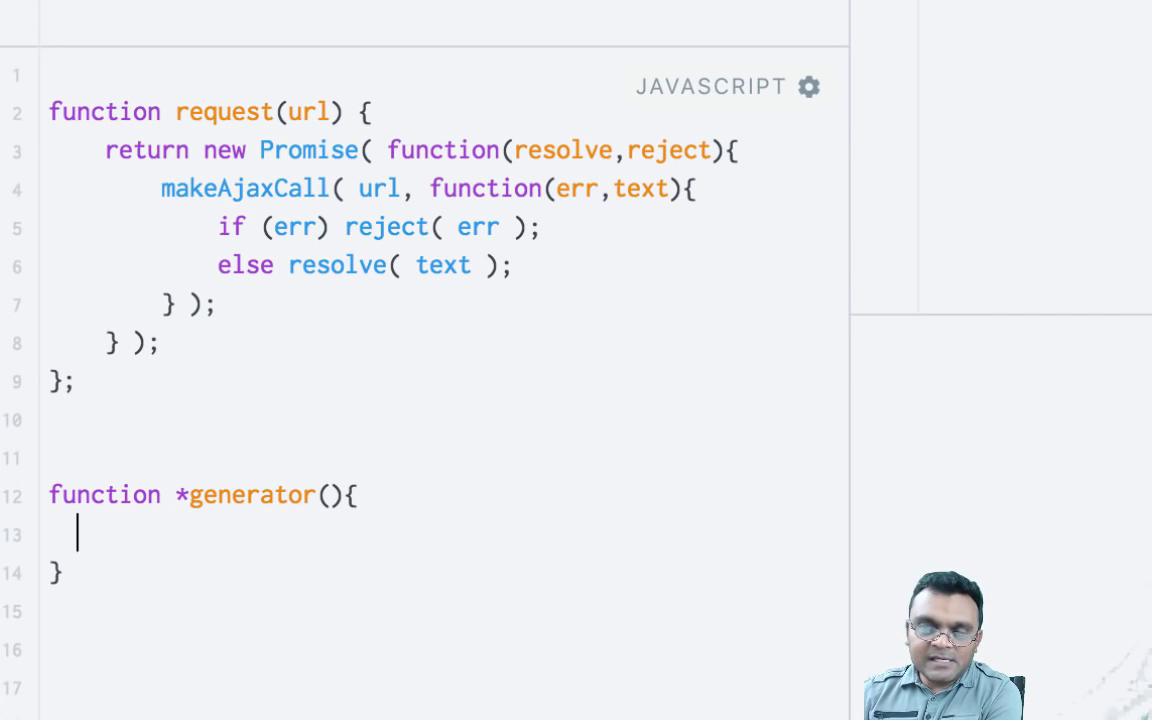 JAVASCRIPT
1
2 function request(url) {
3 return new Promise( function(resolve,reject){
4 makeAjaxCall( url, function(err,text){
5 if (err) reject( err );
6 else resolve( text );
7 } );
8 } );
9 };
10
11
12 function *generator(){
13
14 }
15
16
17